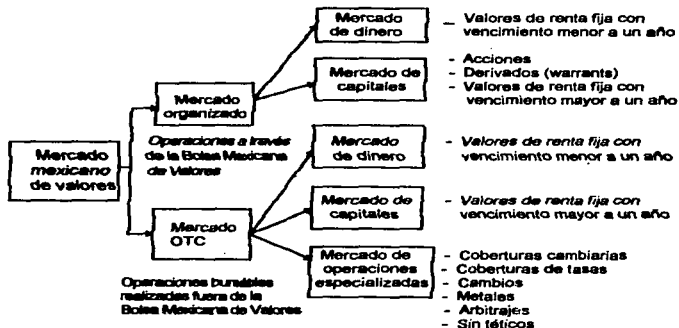 Mercado
mexicano
de valores
Mercado
organizado
Operaciones a través
de la Bolsa Mexicana
de Valores
Mercado
de dinero
- Valores de renta fija con
vencimiento menor a un año
Mercado de
capitales
- Acciones
- Derivados (warrants)
- Valores de renta fija con
vencimiento mayor a un año
Mercado
OTC
Operaciones bursátiles
realizadas fuera de la
Bolsa Mexicana de Valores
Mercado
de dinero
- Valores de renta fija con
vencimiento menor a un año
Mercado de
capitales
- Valores de renta fija con
vencimiento mayor a un año
Mercado de
operaciones
especializadas
- Coberturas cambiarias
- Coberturas de tasas
- Cambios
- Metales
- Arbitrajes
- Sin téticos